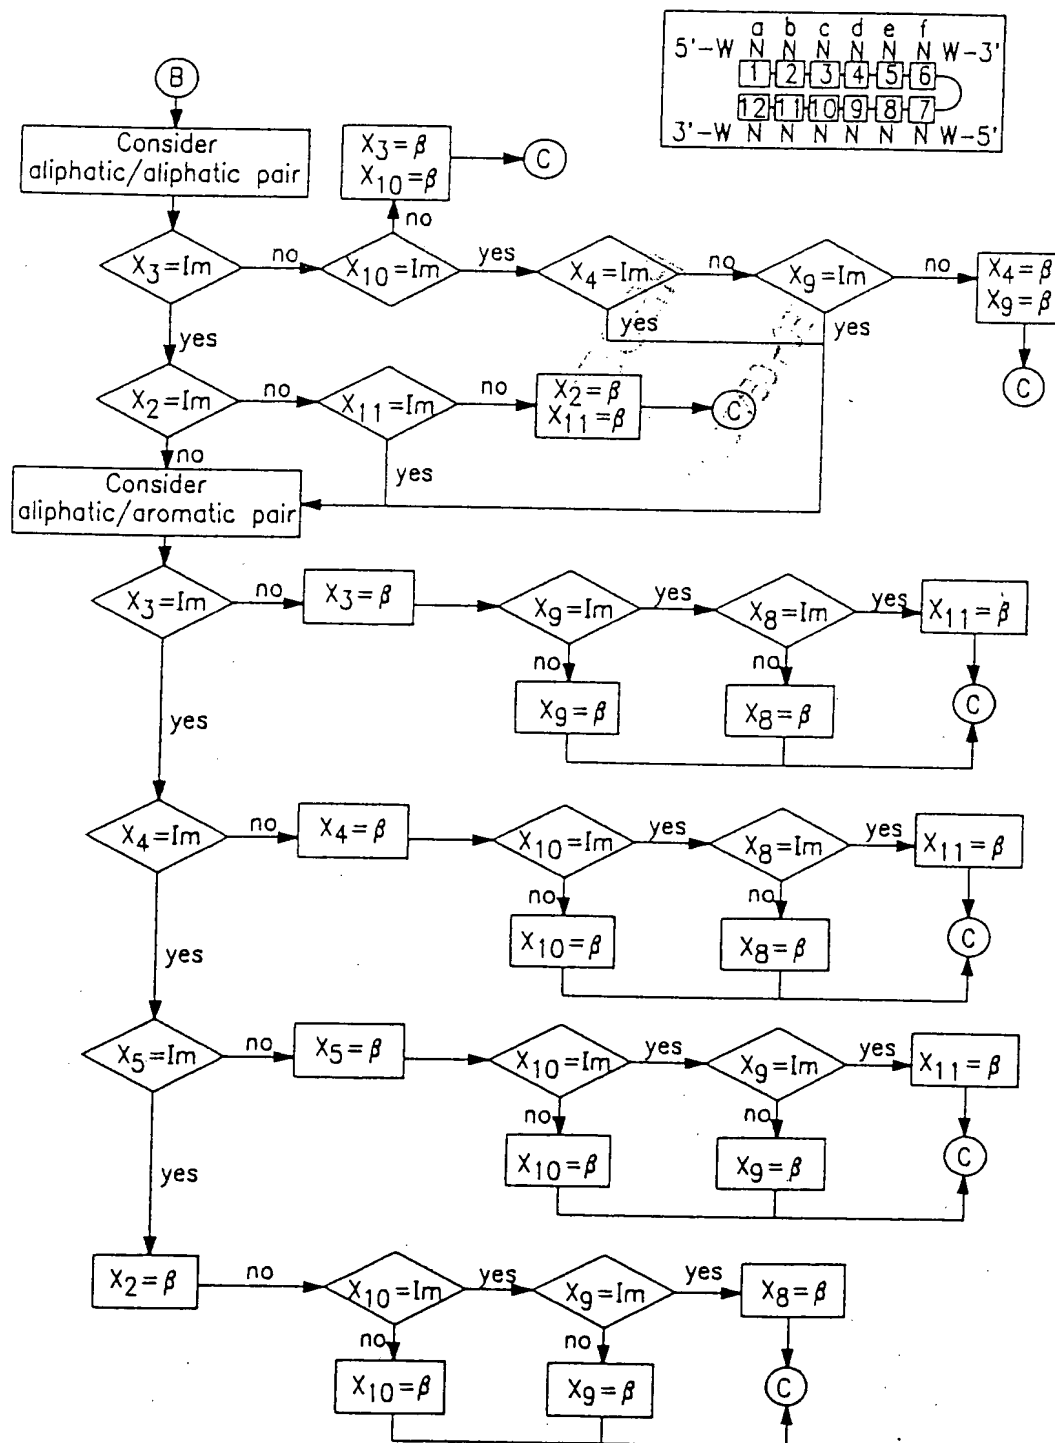 a b c d e f
5'-W N N N N N N W-3'
1 2 3 4 5 6
12 11 10 9 8 7
3'-W N N N N N N W-5'
B
Consider
aliphatic/aliphatic pair
X3=β
X10=β
C
no
X3=Im
no
X10=Im
yes
X4=Im
no
X9=Im
no
X4=β
X9=β
yes
yes
yes
C
X2=Im
no
X11=Im
no
X2=β
X11=β
C
no
yes
Consider
aliphatic/aromatic pair
X3=Im
no
X3=β
X9=Im
yes
X8=Im
yes
X11=β
no
no
X9=β
X8=β
C
yes
X4=Im
no
X4=β
X10=Im
yes
X8=Im
yes
X11=β
no
no
X10=β
X8=β
C
yes
X5=Im
no
X5=β
X10=Im
yes
X9=Im
yes
X11=β
no
no
X10=β
X9=β
C
yes
X2=β
no
X10=Im
yes
X9=Im
yes
X8=β
no
no
X10=β
X9=β
C